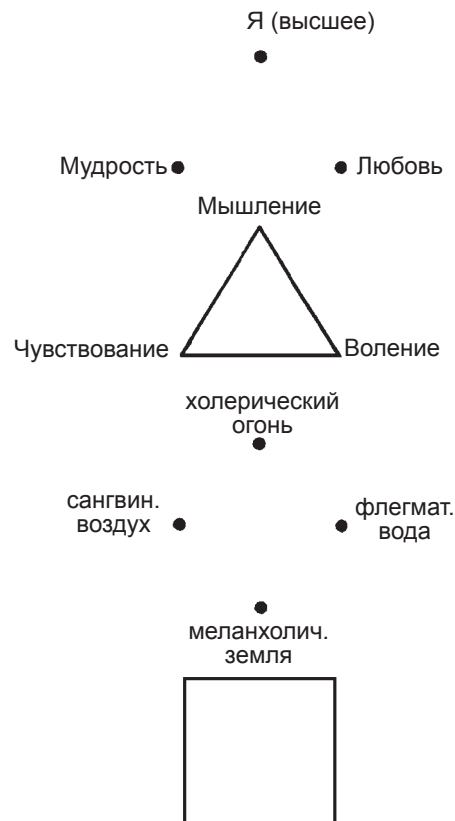 Я (высшее)
Мудрость
Любовь
Мышление
Чувствование
Воление
холерический
огонь
сангвин.
воздух
флегмат.
вода
меланхолич.
земля